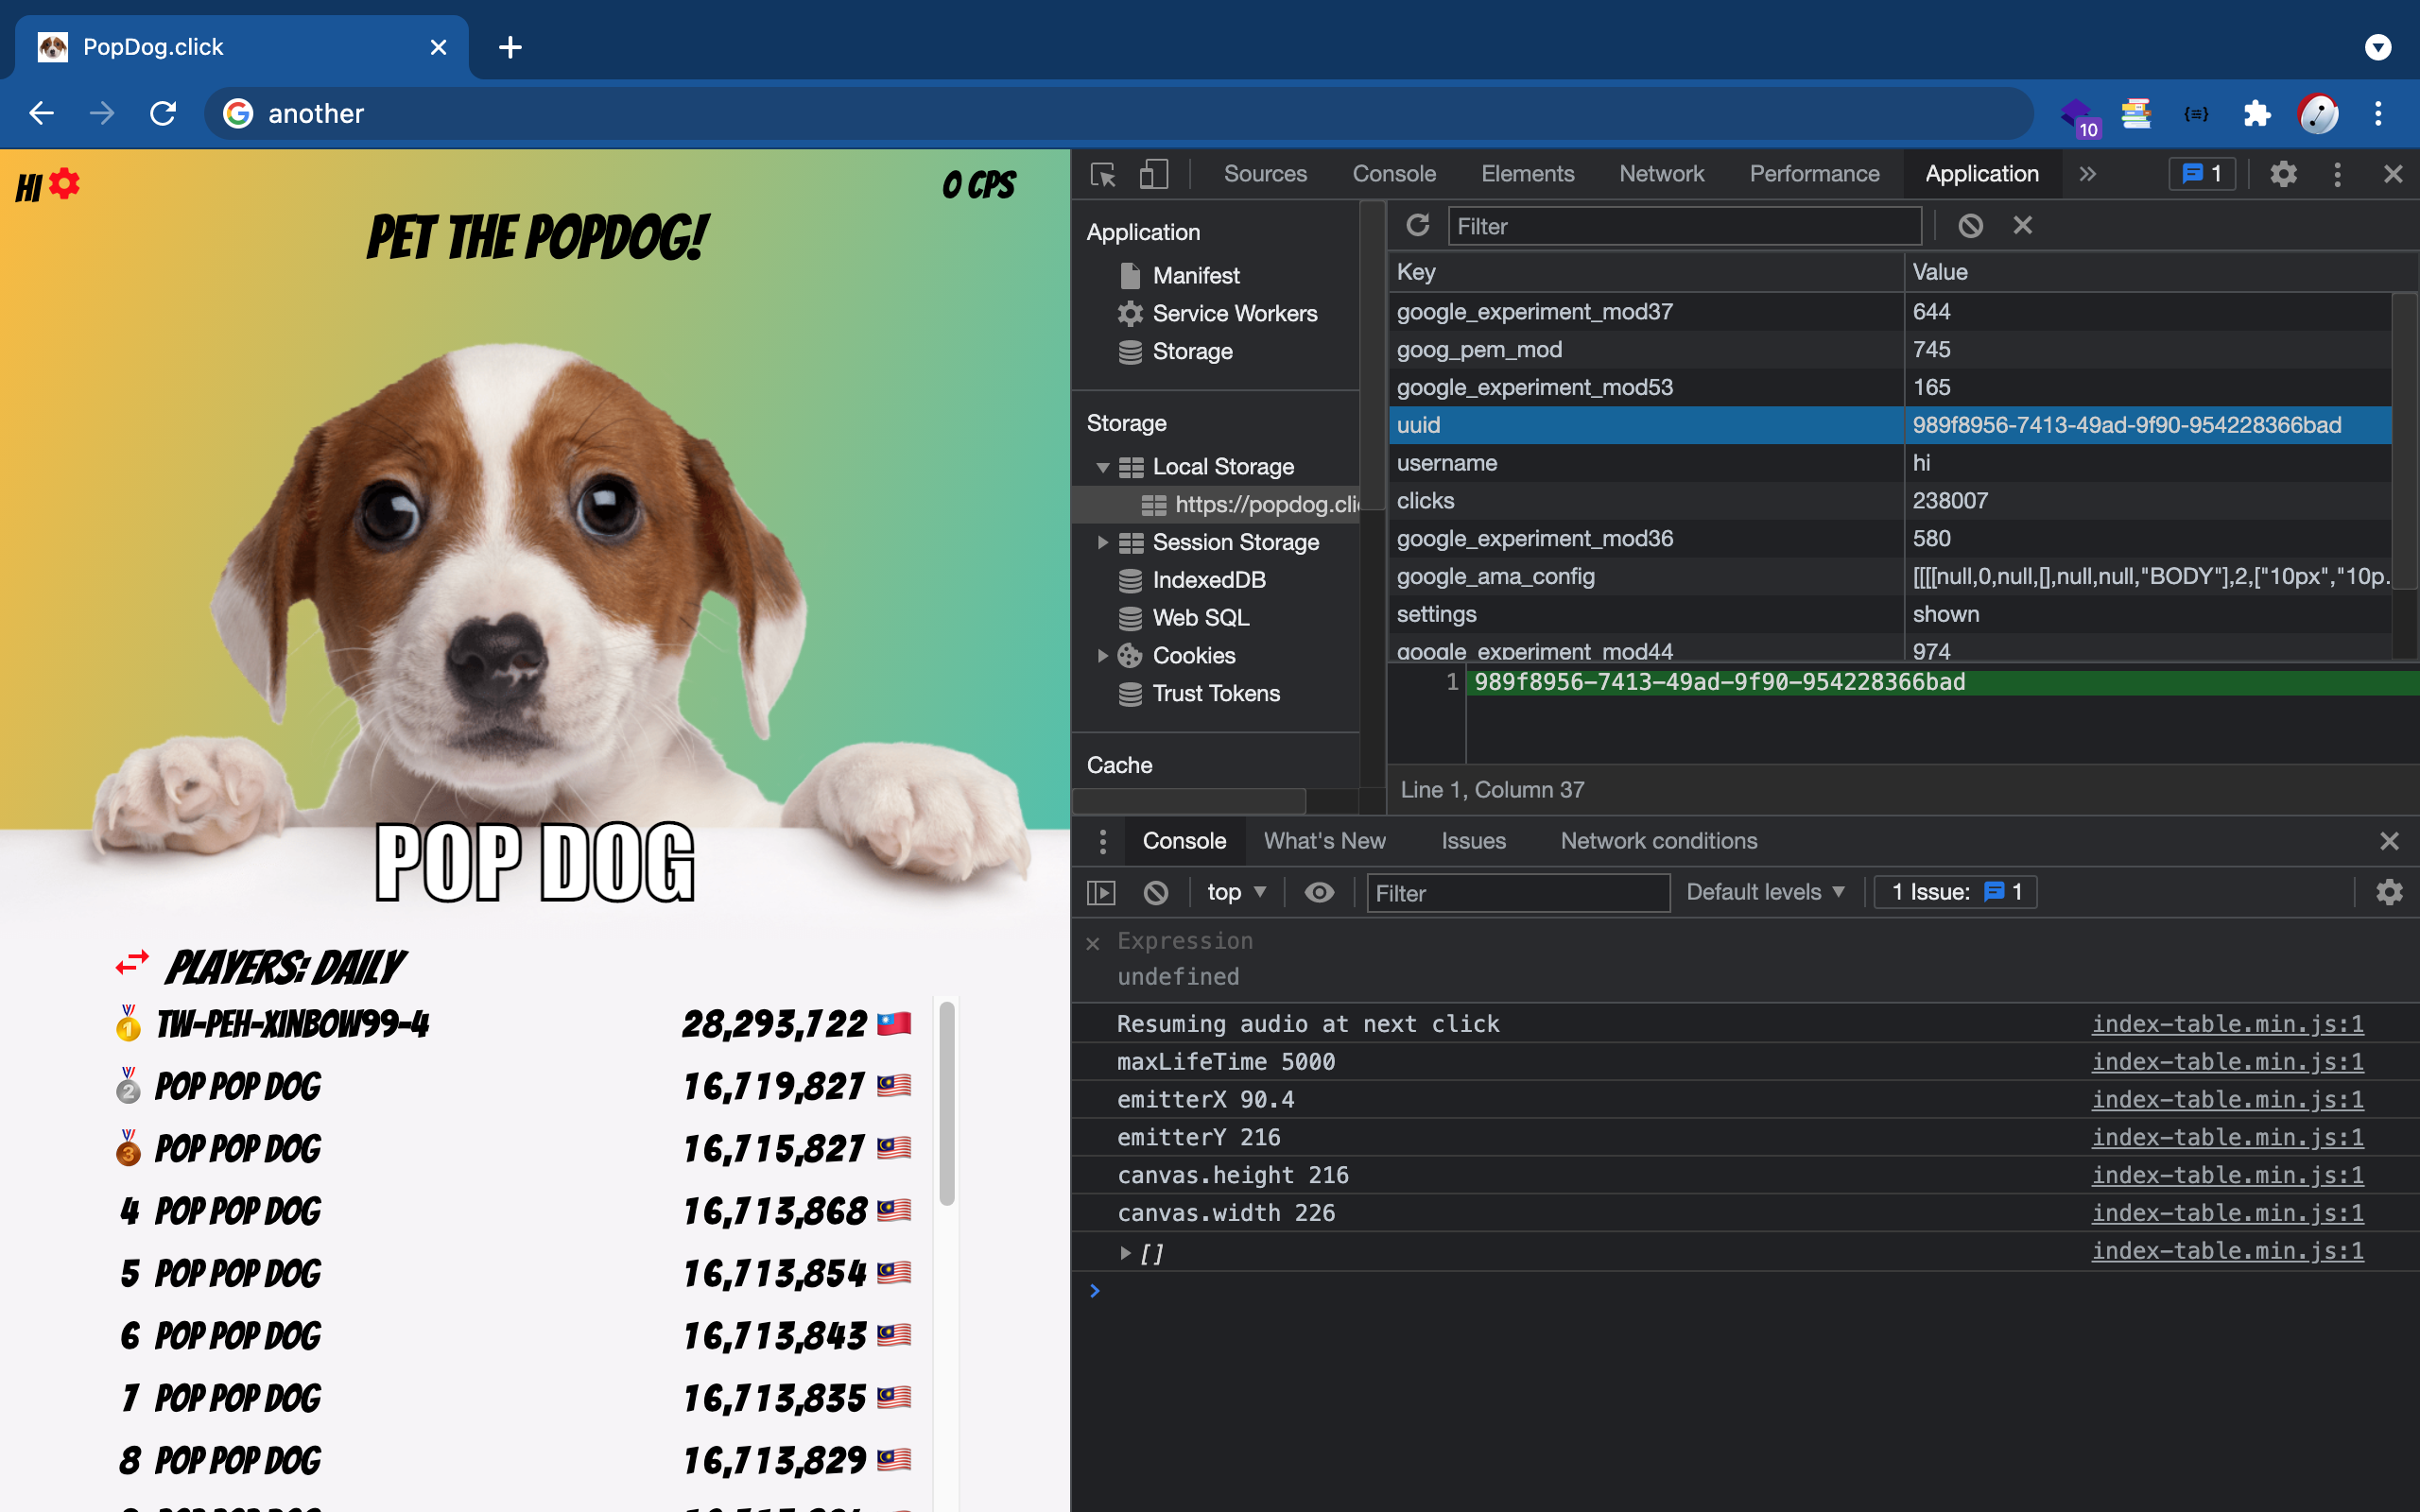 PopDog.click
another
10
HI
0 CPS
PET THE POPDOG!
POP DOG
PLAYERS: DAILY
1 TW-PEH-XINBOW99-4 28,293,722
2 POP POP DOG 16,719,827
3 POP POP DOG 16,715,827
4 POP POP DOG 16,713,868
5 POP POP DOG 16,713,854
6 POP POP DOG 16,713,843
7 POP POP DOG 16,713,835
8 POP POP DOG 16,713,829
Sources Console Elements Network Performance Application » 1
Application
Manifest
Service Workers
Storage
Storage
Local Storage
https://popdog.clic
Session Storage
IndexedDB
Web SQL
Cookies
Trust Tokens
Cache
Filter
Key Value
google_experiment_mod37 644
goog_pem_mod 745
google_experiment_mod53 165
uuid 989f8956-7413-49ad-9f90-954228366bad
username hi
clicks 238007
google_experiment_mod36 580
google_ama_config [[[[null,0,null,[],null,null,"BODY"],2,["10px","10p…
settings shown
google_experiment_mod44 974
1 989f8956-7413-49ad-9f90-954228366bad
Line 1, Column 37
Console What's New Issues Network conditions
top Filter Default levels 1 Issue: 1
Expression
undefined
Resuming audio at next click index-table.min.js:1
maxLifeTime 5000 index-table.min.js:1
emitterX 90.4 index-table.min.js:1
emitterY 216 index-table.min.js:1
canvas.height 216 index-table.min.js:1
canvas.width 226 index-table.min.js:1
[] index-table.min.js:1